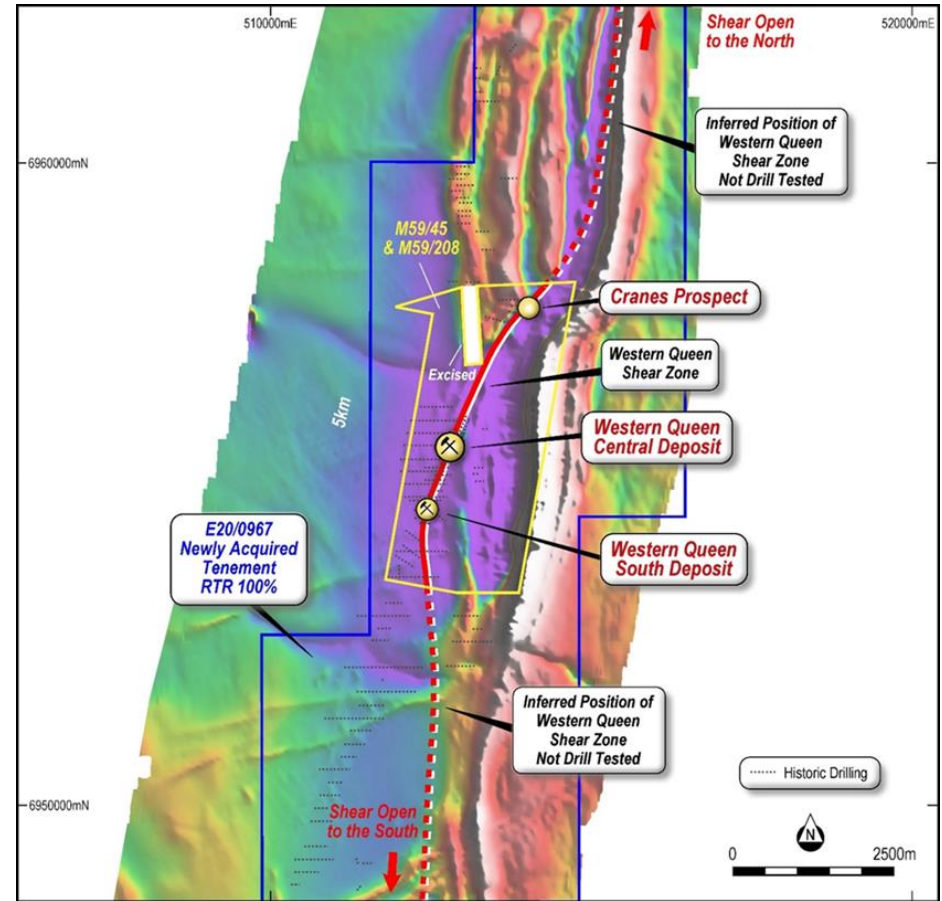 510000mE
520000mE
Shear Open
to the North
Inferred Position of
Western Queen
Shear Zone
Not Drill Tested
6960000mN
M59/45
& M59/208
Cranes Prospect
Western Queen
Shear Zone
Excised
5km
Western Queen
Central Deposit
E20/0967
Newly Acquired
Tenement
RTR 100%
Western Queen
South Deposit
Inferred Position of
Western Queen
Shear Zone
Not Drill Tested
Historic Drilling
6950000mN
Shear Open
to the South
N
0
2500m